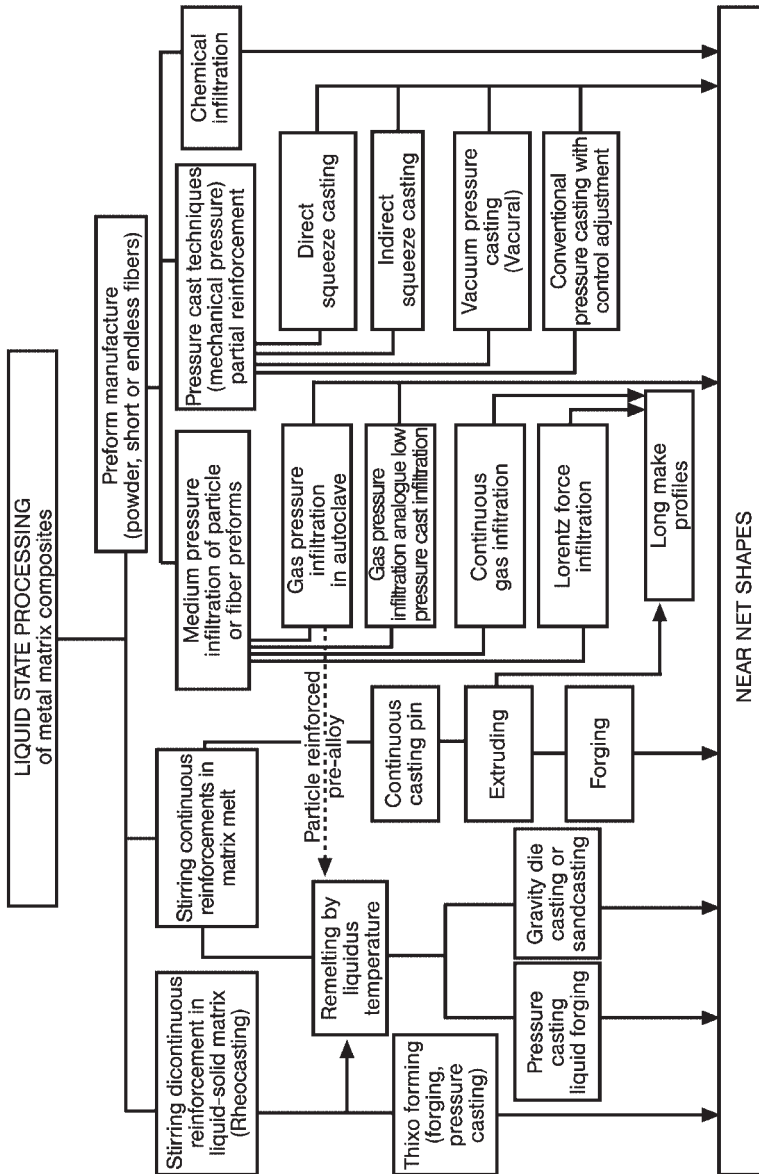 LIQUID STATE PROCESSING
of metal matrix composites
Stirring dicontinuous
reinforcement in
liquid-solid matrix
(Rheocasting)
Stirring continuous
reinforcements in
matrix melt
Preform manufacture
(powder, short or endless fibers)
Medium pressure
infiltration of particle
or fiber preforms
Pressure cast techniques
(mechanical pressure)
partial reinforcement
Chemical
infiltration
Remelting by
liquidus
temperature
Particle reinforced
pre-alloy
Thixo forming
(forging,
pressure
casting)
Pressure
casting
liquid forging
Gravity die
casting or
sandcasting
Continuous
casting pin
Extruding
Forging
Gas pressure
infiltration
in autoclave
Gas pressure
infiltration analogue low
pressure cast infiltration
Continuous
gas infitration
Lorentz force
infiltration
Long make
profiles
Direct
squeeze casting
Indirect
squeeze casting
Vacuum pressure
casting
(Vacural)
Conventional
pressure casting with
control adjustment
NEAR NET SHAPES